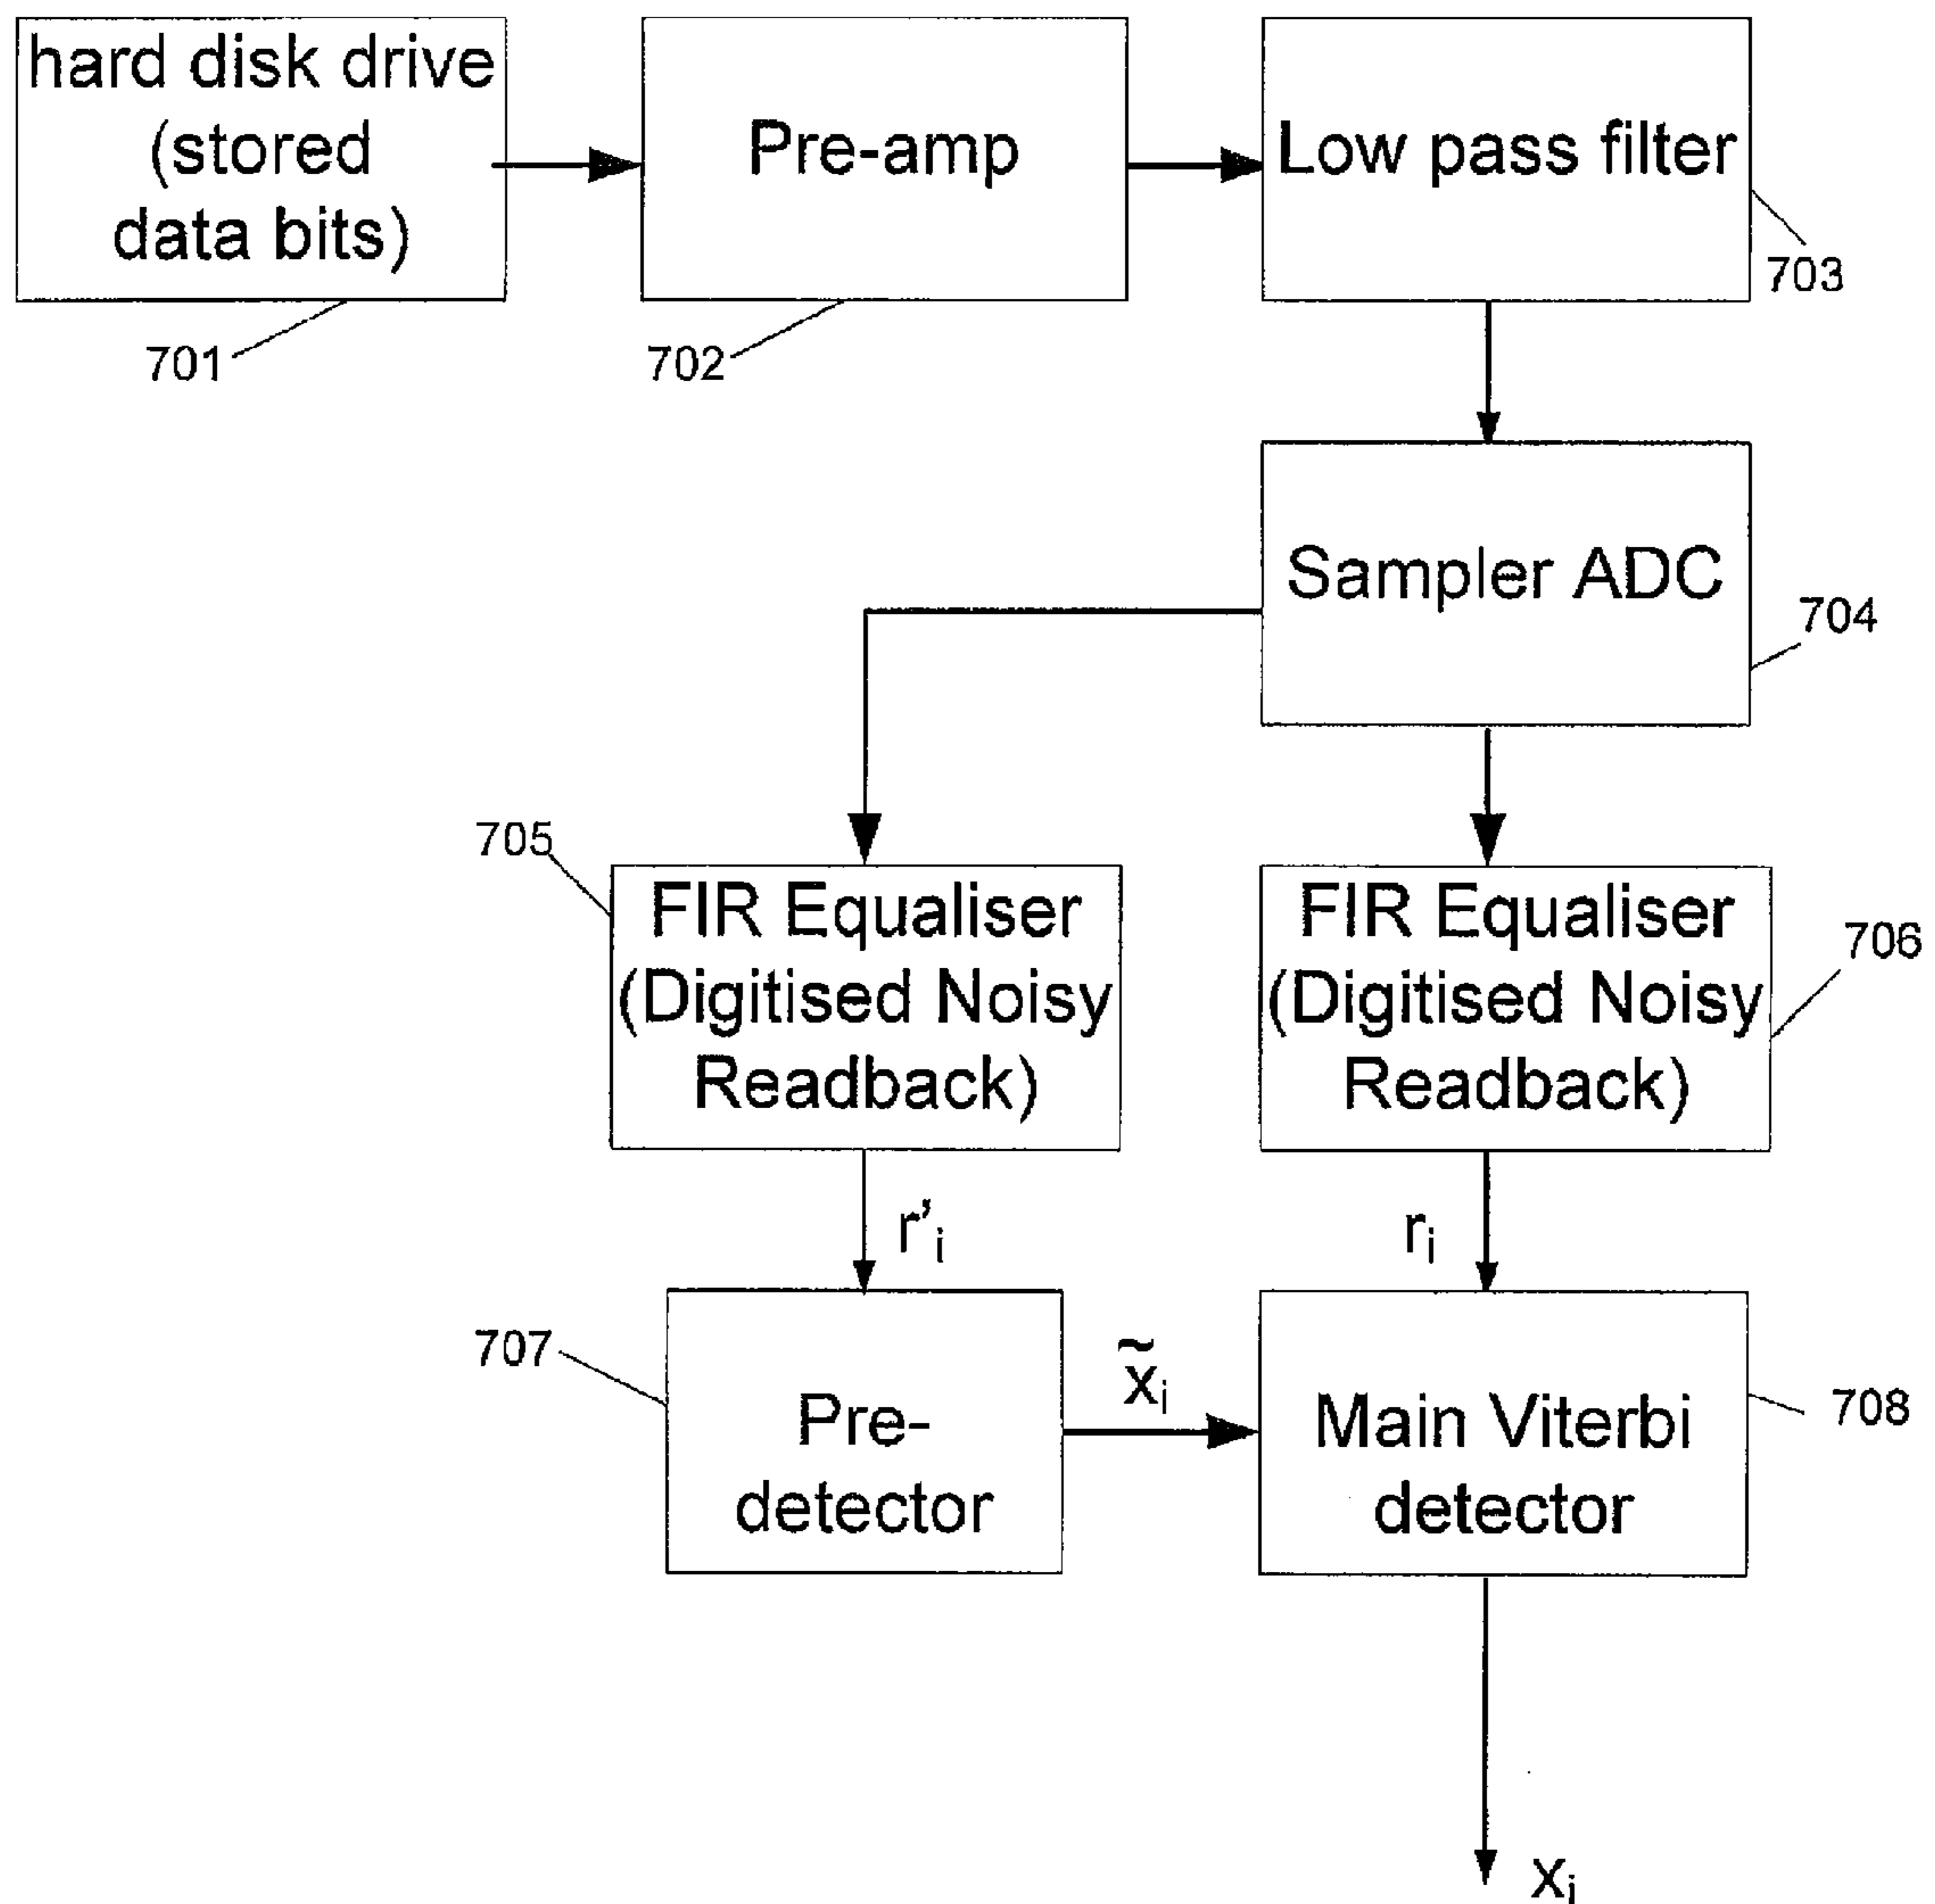 hard disk drive
(stored
data bits)
Pre-amp
Low pass filter
703
701
702
Sampler ADC
704
705
FIR Equaliser
(Digitised Noisy
Readback)
FIR Equaliser
(Digitised Noisy
Readback)
706
r’i
ri
707
Pre-
detector
x̃i
Main Viterbi
detector
708
xi